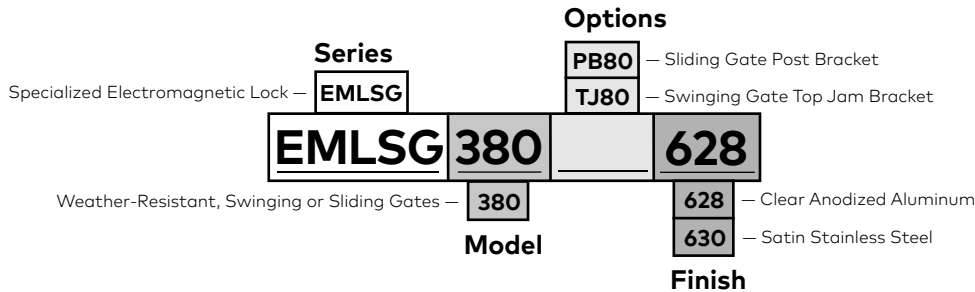 Options
Series
PB80 — Sliding Gate Post Bracket
Specialized Electromagnetic Lock — EMLSG
TJ80 — Swinging Gate Top Jam Bracket
EMLSG 380 628
Weather-Resistant, Swinging or Sliding Gates — 380
628 — Clear Anodized Aluminum
Model
630 — Satin Stainless Steel
Finish